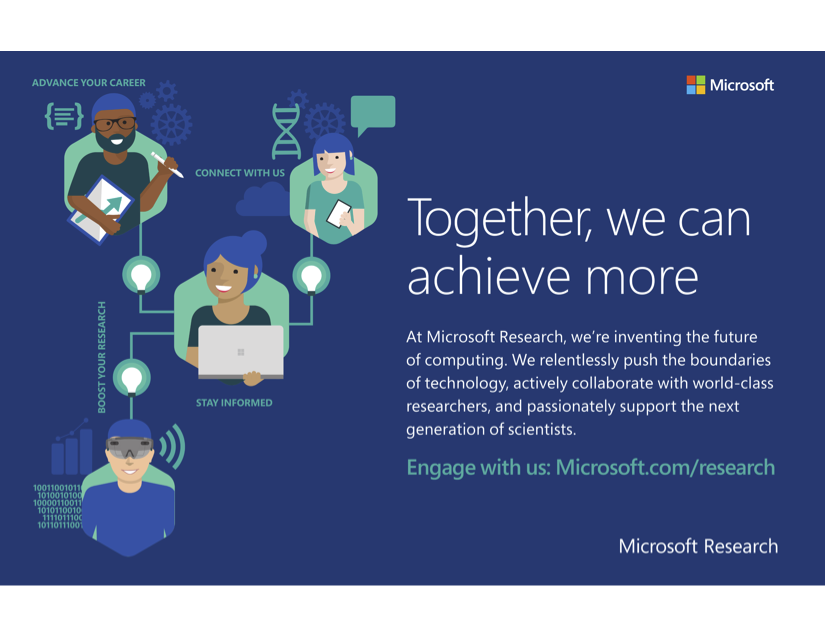 ADVANCE YOUR CAREER
Microsoft
CONNECT WITH US
Together, we can
achieve more
BOOST YOUR RESEARCH
At Microsoft Research, we're inventing the future
of computing. We relentlessly push the boundaries
of technology, actively collaborate with world-class
researchers, and passionately support the next
generation of scientists.
STAY INFORMED
Engage with us: Microsoft.com/research
Microsoft Research